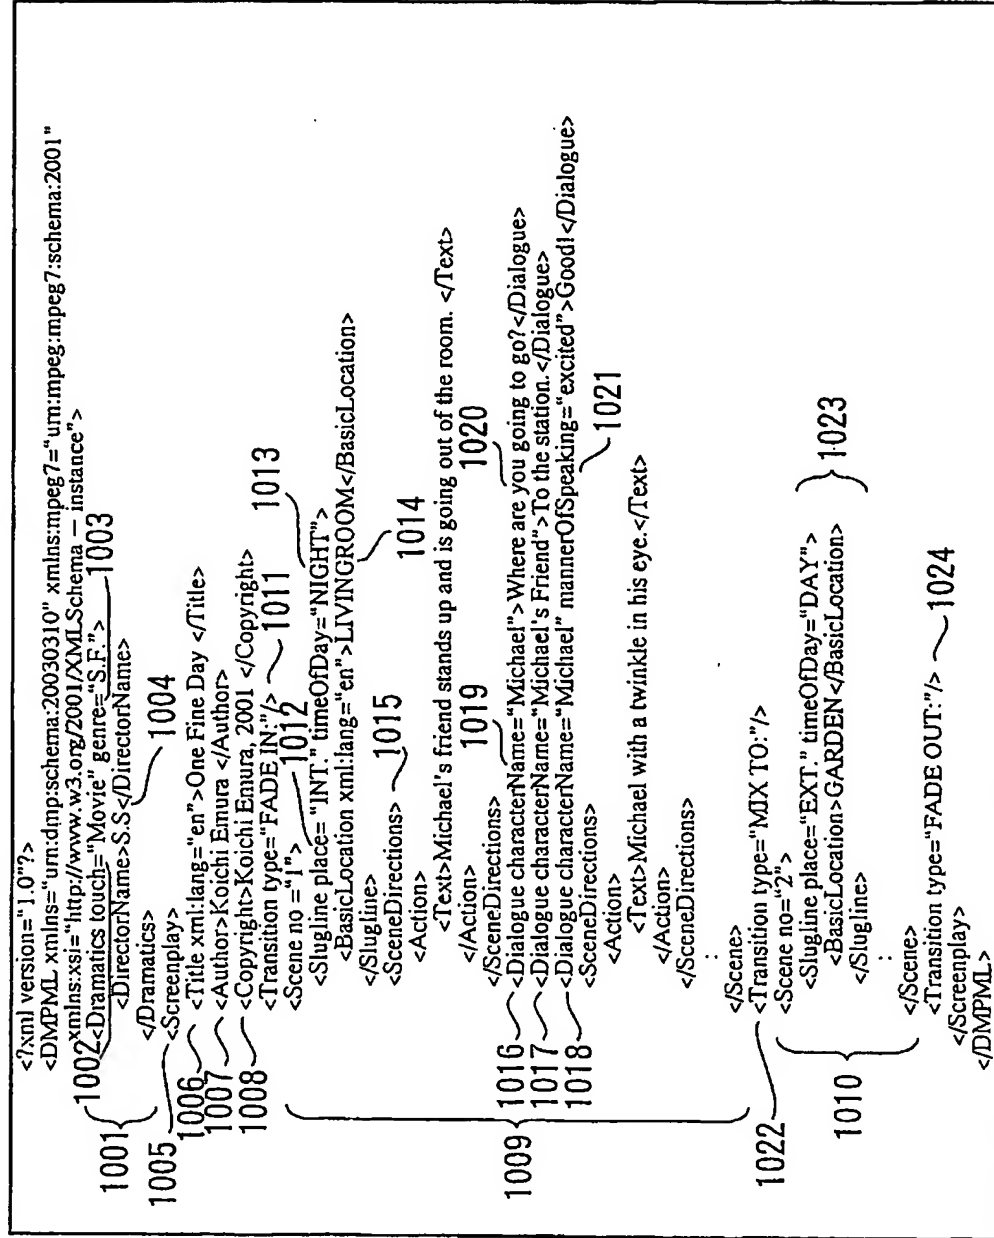 <?xml version="1.0"?>
<DMPML xmlns="urn:dmp:schema:20030310" xmlns:mpeg7="urn:mpeg:mpeg7:schema:2001"
xmlns:xsi="http://www.w3.org/2001/XMLSchema – instance">
1002 <Dramatics touch="Movie" genre="S.F."> 1003
1001 <DirectorName>S.S</DirectorName> 1004
</Dramatics>
1005 <Screenplay>
1006 <Title xml:lang="en">One Fine Day </Title>
1007 <Author>Koichi Emura </Author>
1008 <Copyright>Koichi Emura, 2001 </Copyright>
<Transition type="FADE IN:"/> 1011
<Scene no ="1"> 1012
<Slugline place= "INT." timeOfDay="NIGHT"> 1013
<BasicLocation xml:lang="en">LIVINGROOM</BasicLocation> 1014
</Slugline>
<SceneDirections> 1015
<Action>
<Text>Michael's friend stands up and is going out of the room. </Text>
</Action>
</SceneDirections> 1019 1020
1009 1016 <Dialogue characterName="Michael">Where are you going to go?</Dialogue>
1017 <Dialogue characterName="Michael's Friend">To the station.</Dialogue>
1018 <Dialogue characterName="Michael" mannerOfSpeaking="excited">Good!</Dialogue>
<SceneDirections> 1021
<Action>
<Text>Michael with a twinkle in his eye.</Text>
</Action>
</SceneDirections>
:
</Scene>
1022 <Transition type="MIX TO:"/>
<Scene no="2">
1010 <Slugline place="EXT." timeOfDay="DAY"> 1023
<BasicLocation>GARDEN</BasicLocation>
</Slugline>
:
</Scene>
<Transition type="FADE OUT:"/> 1024
</Screenplay>
</DMPML>